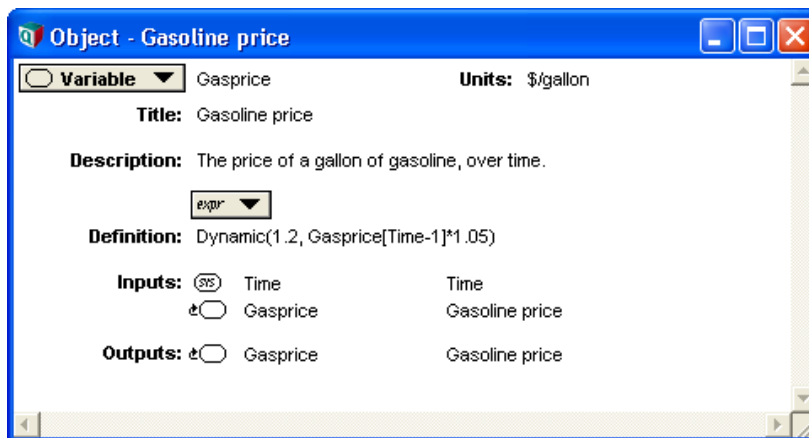 Object - Gasoline price
Variable Gasprice Units: $/gallon
Title: Gasoline price
Description: The price of a gallon of gasoline, over time.
expr
Definition: Dynamic(1.2, Gasprice[Time-1]*1.05)
Inputs: SYS Time Time
Gasprice Gasoline price
Outputs: Gasprice Gasoline price